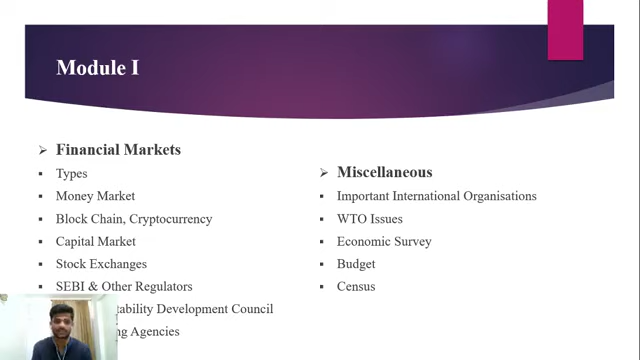 Module I
Financial Markets
Types
Money Market
Block Chain, Cryptocurrency
Capital Market
Stock Exchanges
SEBI & Other Regulators
Development Council
Agencies
Miscellaneous
Important International Organisations
WTO Issues
Economic Survey
Budget
Census